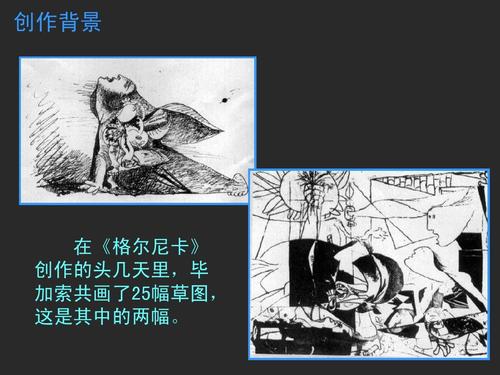 创作背景
在《格尔尼卡》
创作的头几天里，毕
加索共画了25幅草图，
这是其中的两幅。